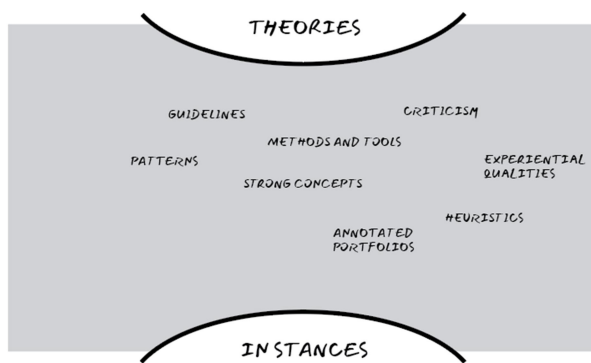 THEORIES
GUIDELINES
CRITICISM
METHODS AND TOOLS
PATTERNS
EXPERIENTIAL
QUALITIES
STRONG CONCEPTS
HEURISTICS
ANNOTATED
PORTFOLIOS
INSTANCES